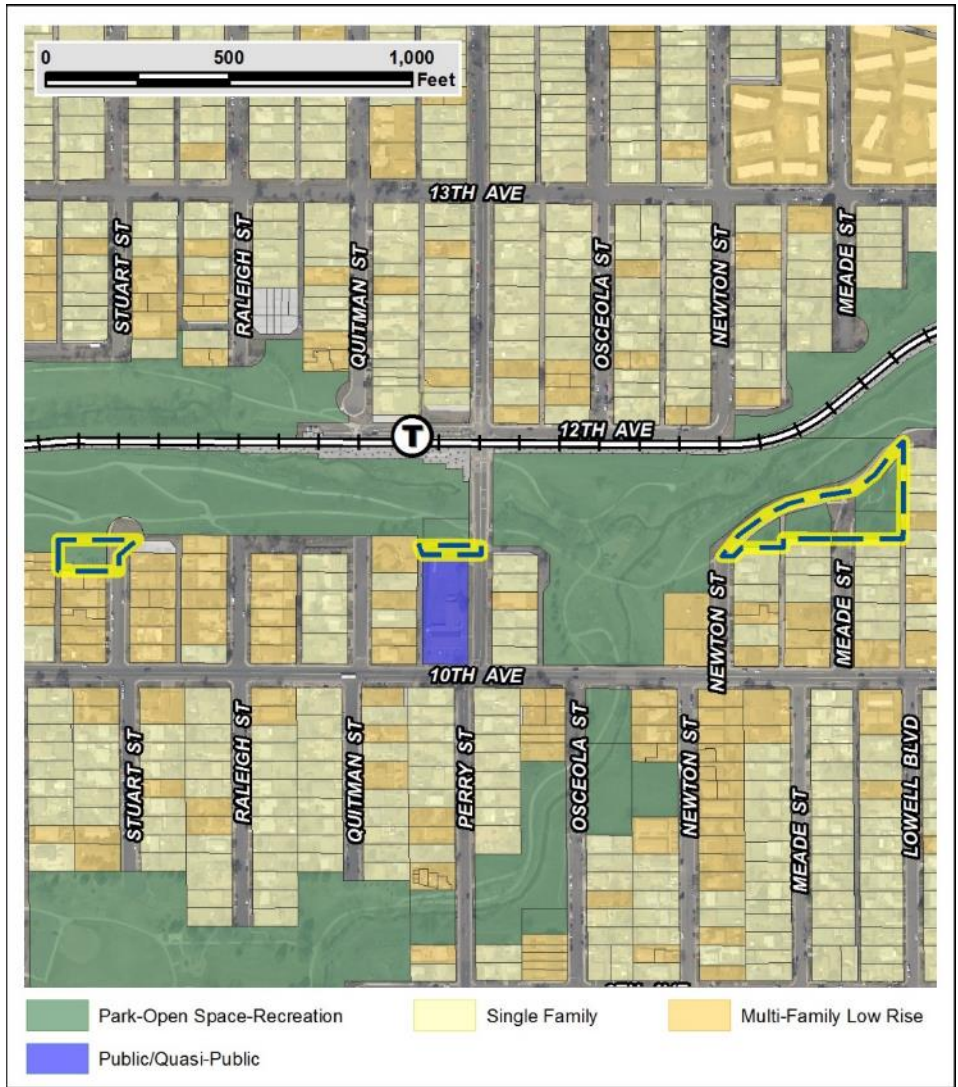 0 500 1,000
Feet
13TH AVE
STUART ST
RALEIGH ST
QUITMAN ST
OSCEOLA ST
NEWTON ST
MEADE ST
T
12TH AVE
NEWTON ST
MEADE ST
10TH AVE
STUART ST
RALEIGH ST
QUITMAN ST
PERRY ST
OSCEOLA ST
NEWTON ST
MEADE ST
LOWELL BLVD
Park-Open Space-Recreation
Single Family
Multi-Family Low Rise
Public/Quasi-Public